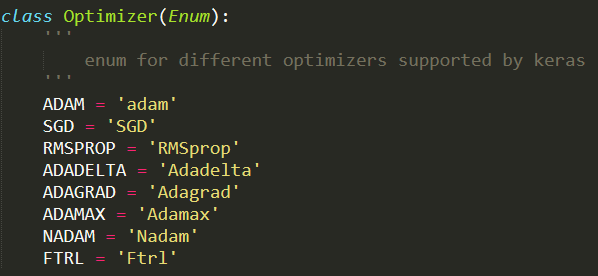 class Optimizer(Enum):
'''
enum for different optimizers supported by keras
'''
ADAM = 'adam'
SGD = 'SGD'
RMSPROP = 'RMSprop'
ADADELTA = 'Adadelta'
ADAGRAD = 'Adagrad'
ADAMAX = 'Adamax'
NADAM = 'Nadam'
FTRL = 'Ftrl'